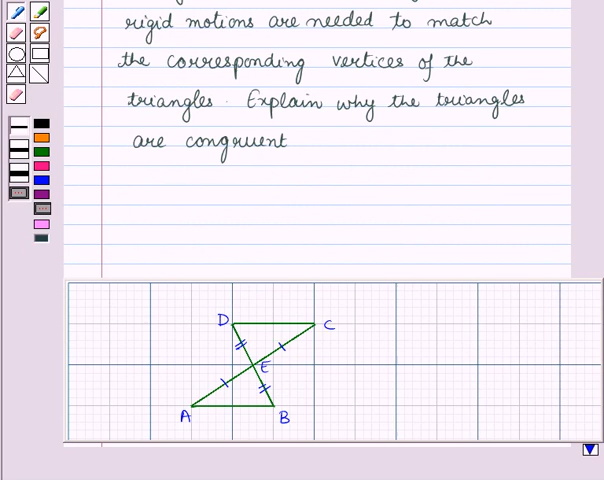 rigid motions are needed to match
the corresponding vertices of the
triangles. Explain why the triangles
are congruent
D C
E
A B